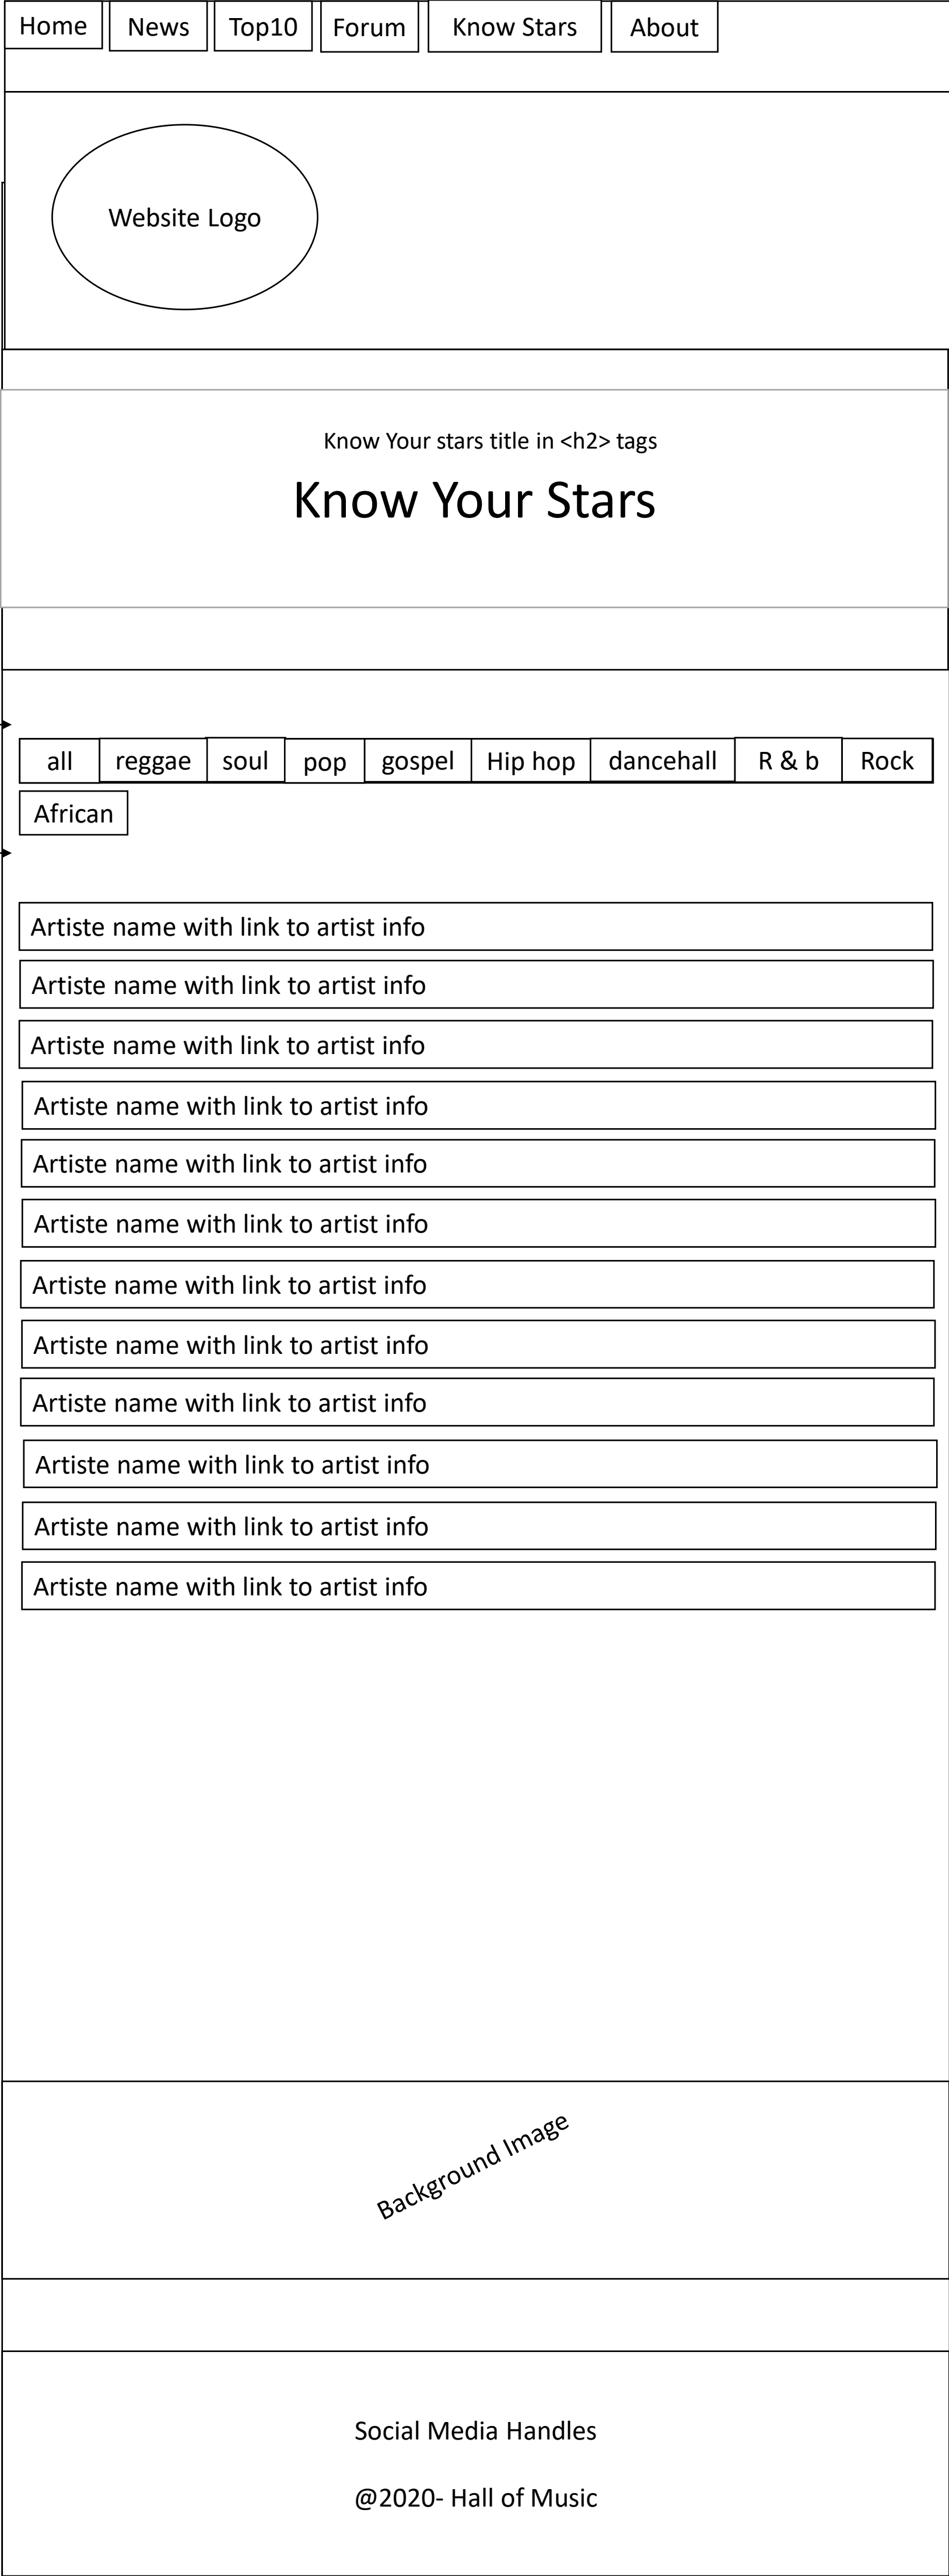 Home News Top10 Forum Know Stars About
Website Logo
Know Your stars title in <h2> tags
Know Your Stars
all reggae soul pop gospel Hip hop dancehall R & b Rock
African
Artiste name with link to artist info
Artiste name with link to artist info
Artiste name with link to artist info
Artiste name with link to artist info
Artiste name with link to artist info
Artiste name with link to artist info
Artiste name with link to artist info
Artiste name with link to artist info
Artiste name with link to artist info
Artiste name with link to artist info
Artiste name with link to artist info
Artiste name with link to artist info
Background Image
Social Media Handles
@2020- Hall of Music